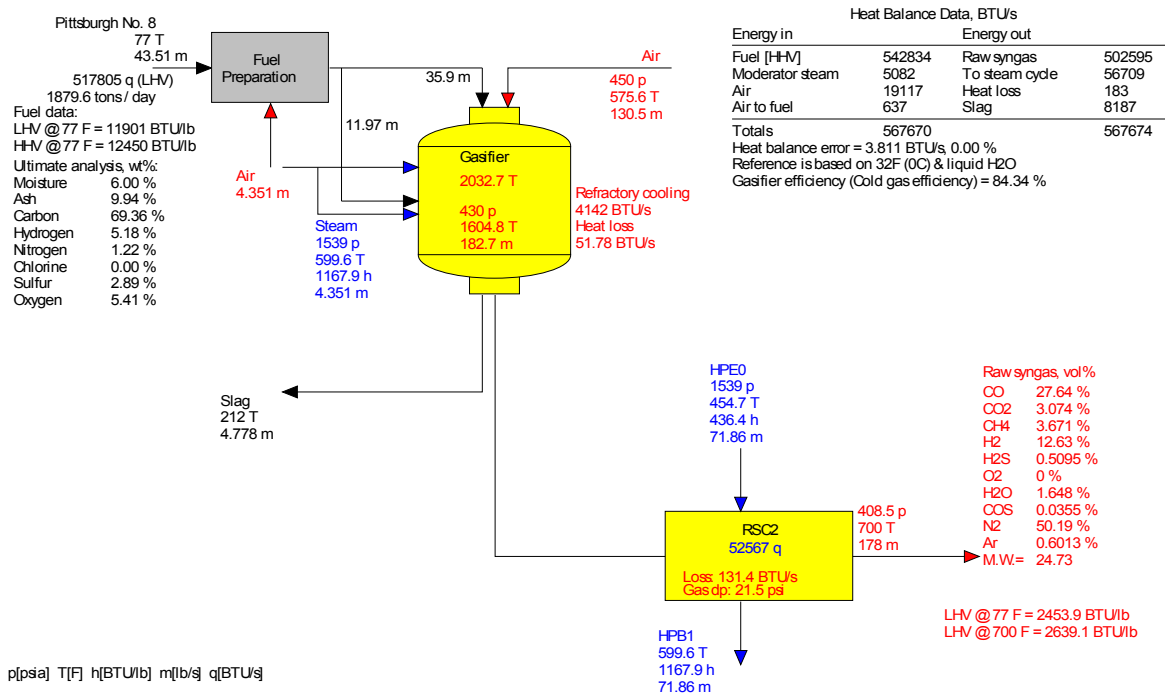 Pittsburgh No. 8
77 T
43.51 m
517805 q (LHV)
1879.6 tons / day
Fuel data:
LHV @ 77 F = 11901 BTU/lb
HHV @ 77 F = 12450 BTU/lb
Ultimate analysis, wt%:
Moisture 6.00 %
Ash 9.94 %
Carbon 69.36 %
Hydrogen 5.18 %
Nitrogen 1.22 %
Chlorine 0.00 %
Sulfur 2.89 %
Oxygen 5.41 %
Fuel
Preparation
35.9 m
11.97 m
Air
4.351 m
Air
450 p
575.6 T
130.5 m
Gasifier
2032.7 T
430 p
1604.8 T
182.7 m
Refractory cooling
4142 BTU/s
Heat loss
51.78 BTU/s
Steam
1539 p
599.6 T
1167.9 h
4.351 m
Heat Balance Data, BTU/s
Energy in Energy out
Fuel [HHV] 542834 Raw syngas 502595
Moderator steam 5082 To steam cycle 56709
Air 19117 Heat loss 183
Air to fuel 637 Slag 8187
Totals 567670 567674
Heat balance error = 3.811 BTU/s, 0.00 %
Reference is based on 32F (0C) & liquid H2O
Gasifier efficiency (Cold gas efficiency) = 84.34 %
Slag
212 T
4.778 m
HPE0
1539 p
454.7 T
436.4 h
71.86 m
RSC2
52567 q
Loss: 131.4 BTU/s
Gas dp: 21.5 psi
408.5 p
700 T
178 m
HPB1
599.6 T
1167.9 h
71.86 m
Raw syngas, vol%
CO 27.64 %
CO2 3.074 %
CH4 3.671 %
H2 12.63 %
H2S 0.5095 %
O2 0 %
H2O 1.648 %
COS 0.0355 %
N2 50.19 %
Ar 0.6013 %
M.W.= 24.73
LHV @ 77 F = 2453.9 BTU/lb
LHV @ 700 F = 2639.1 BTU/lb
p[psia] T[F] h[BTU/lb] m[lb/s] q[BTU/s]